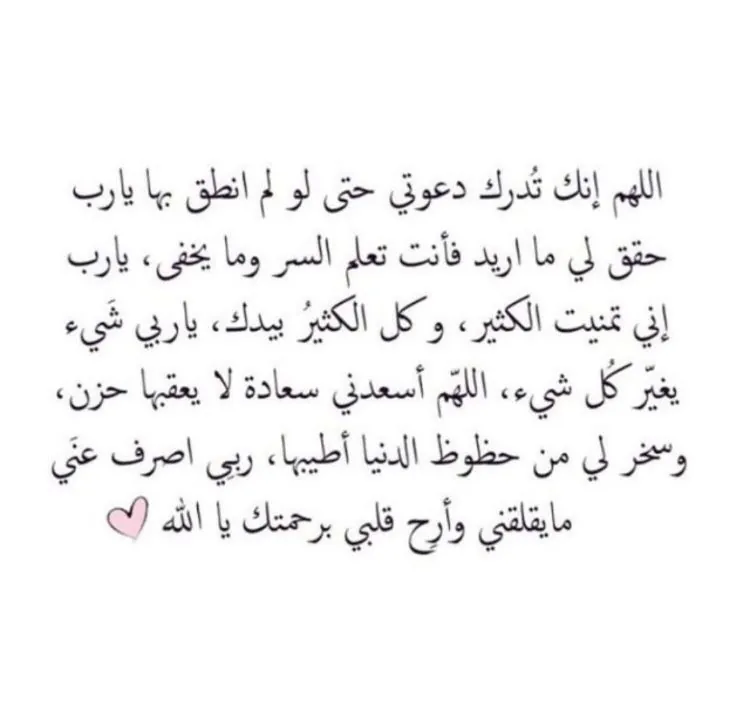 اللهم إنك تُدرك دعوتي حتى لو لم انطق بها يارب
حقق لي ما اريد فأنت تعلم السر وما يخفى، يارب
إني تمنيت الكثير، وكل الكثيرُ بيدك، ياربي شَيء
يغيّر كُل شيء، اللهّم أسعدني سعادة لا يعقبها حزن،
وسخر لي من حظوظ الدنيا أطيبها، ربِي اصرف عنَي
مايقلقني وأرِح قلبي برحمتك يا الله